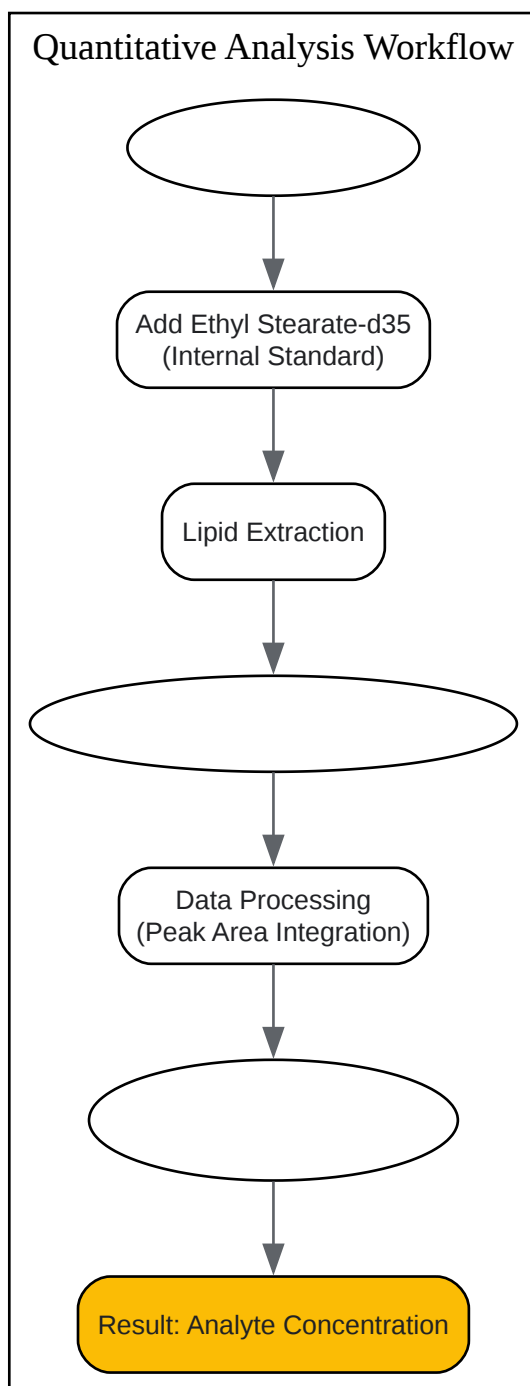 Quantitative Analysis Workflow
Add Ethyl Stearate-d35
(Internal Standard)
Lipid Extraction
Data Processing
(Peak Area Integration)
Result: Analyte Concentration